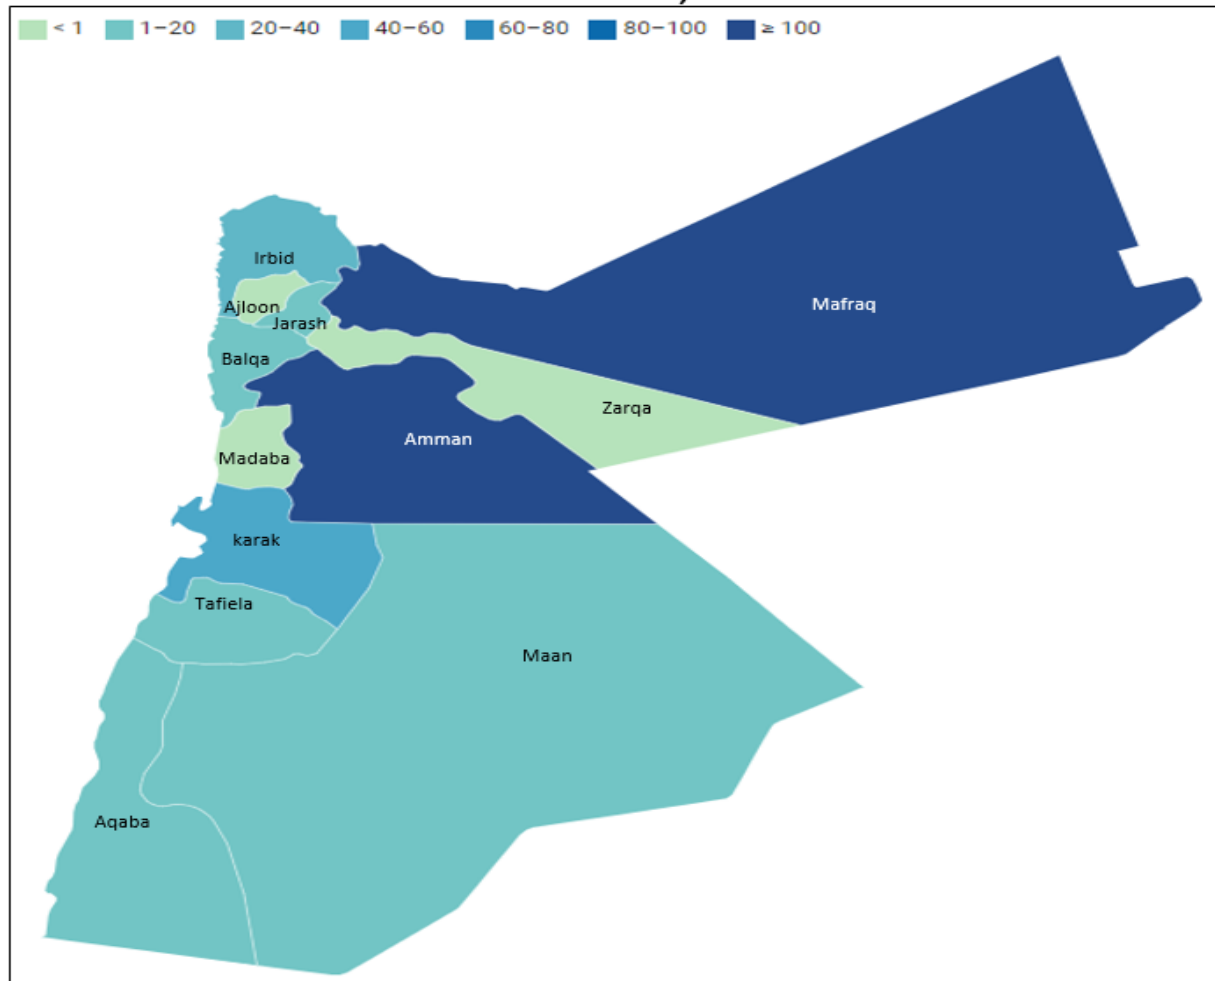 < 1 1–20 20–40 40–60 60–80 80–100 ≥ 100
Irbid
Mafraq
Ajloon
Jarash
Balqa
Zarqa
Amman
Madaba
karak
Tafiela
Maan
Aqaba